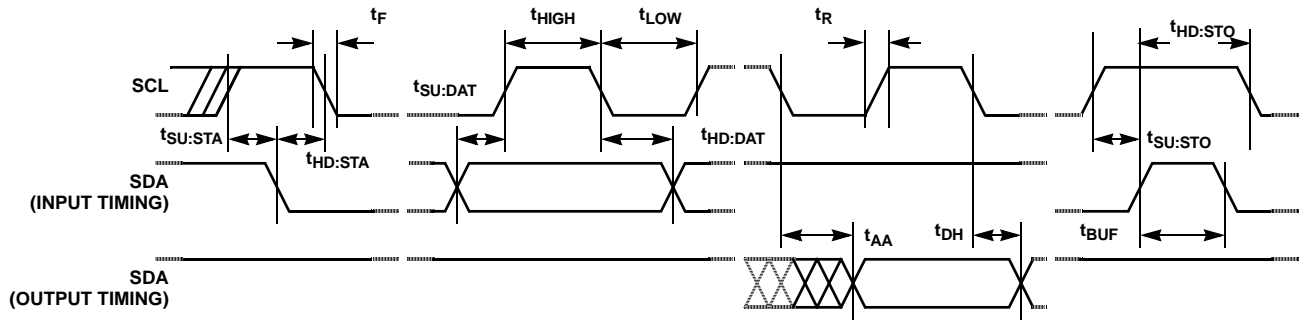 tF
tHIGH
tLOW
tR
tHD:STO
SCL
tSU:DAT
tSU:STA
tHD:STA
tHD:DAT
tSU:STO
SDA
(INPUT TIMING)
tAA
tDH
tBUF
SDA
(OUTPUT TIMING)